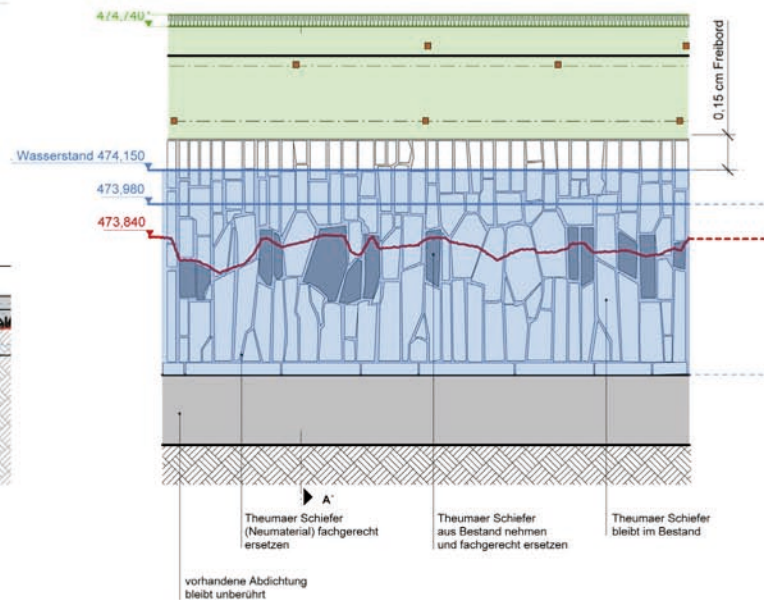 474,740
0,15 cm Freibord
Wasserstand 474,150
473,980
473,840
A'
Theumaer Schiefer
(Neumaterial) fachgerecht
ersetzen
Theumaer Schiefer
aus Bestand nehmen
und fachgerecht ersetzen
Theumaer Schiefer
bleibt im Bestand
vorhandene Abdichtung
bleibt unberührt